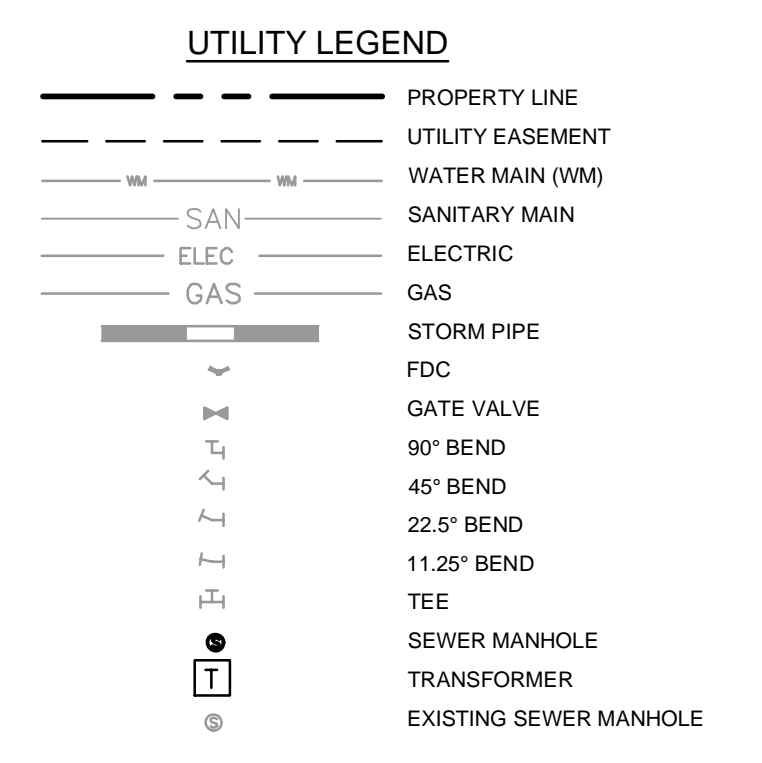 UTILITY LEGEND
PROPERTY LINE
UTILITY EASEMENT
WM WM WATER MAIN (WM)
SAN SANITARY MAIN
ELEC ELECTRIC
GAS GAS
STORM PIPE
FDC
GATE VALVE
90° BEND
45° BEND
22.5° BEND
11.25° BEND
TEE
S SEWER MANHOLE
T TRANSFORMER
S EXISTING SEWER MANHOLE